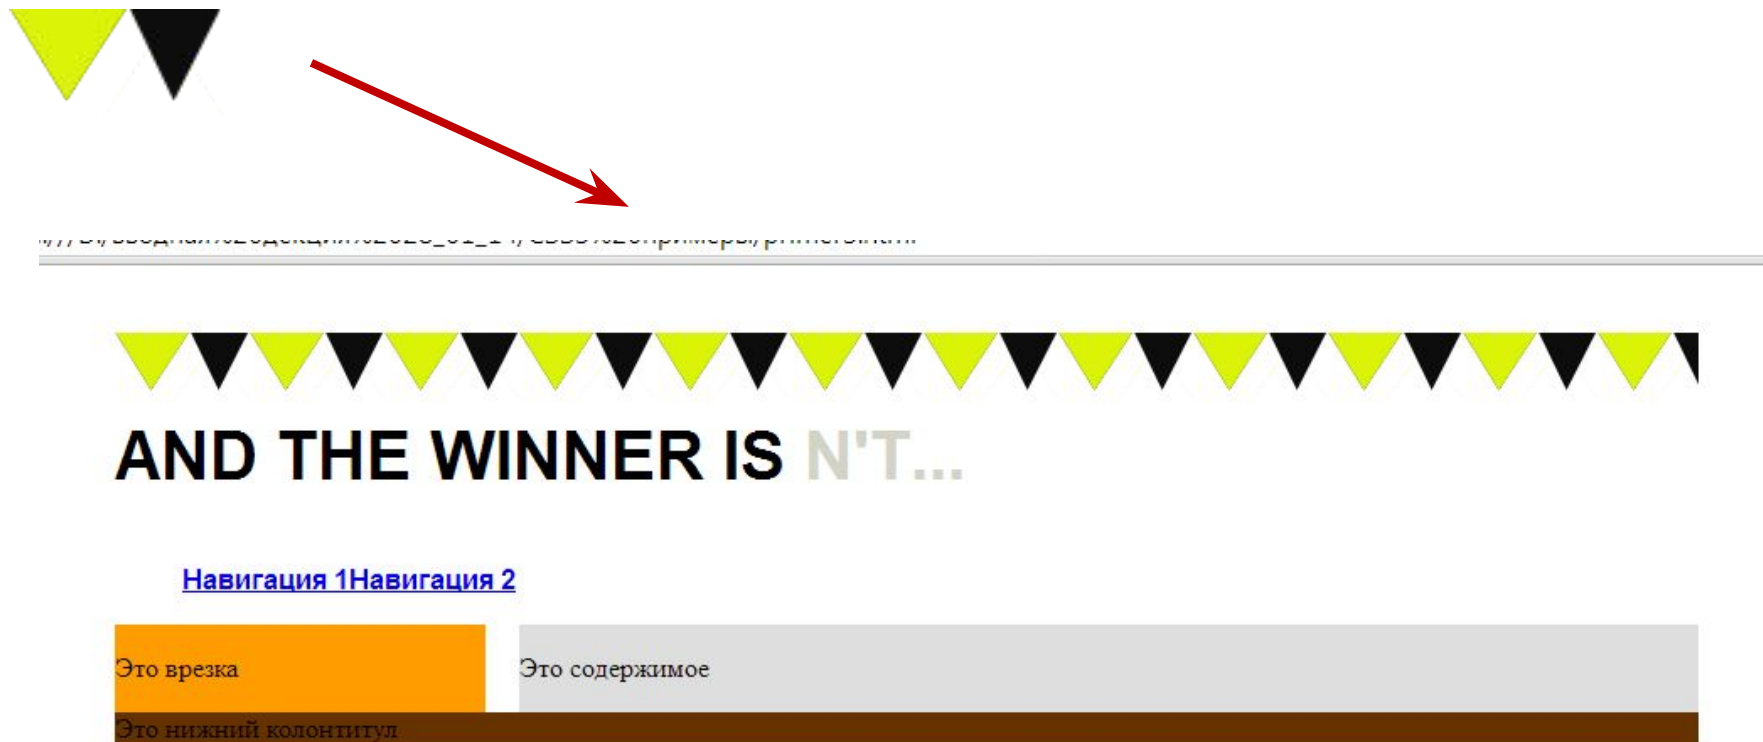 AND THE WINNER IS N'T...
Навигация 1Навигация 2
Это врезка
Это содержимое
Это нижний колонтитул